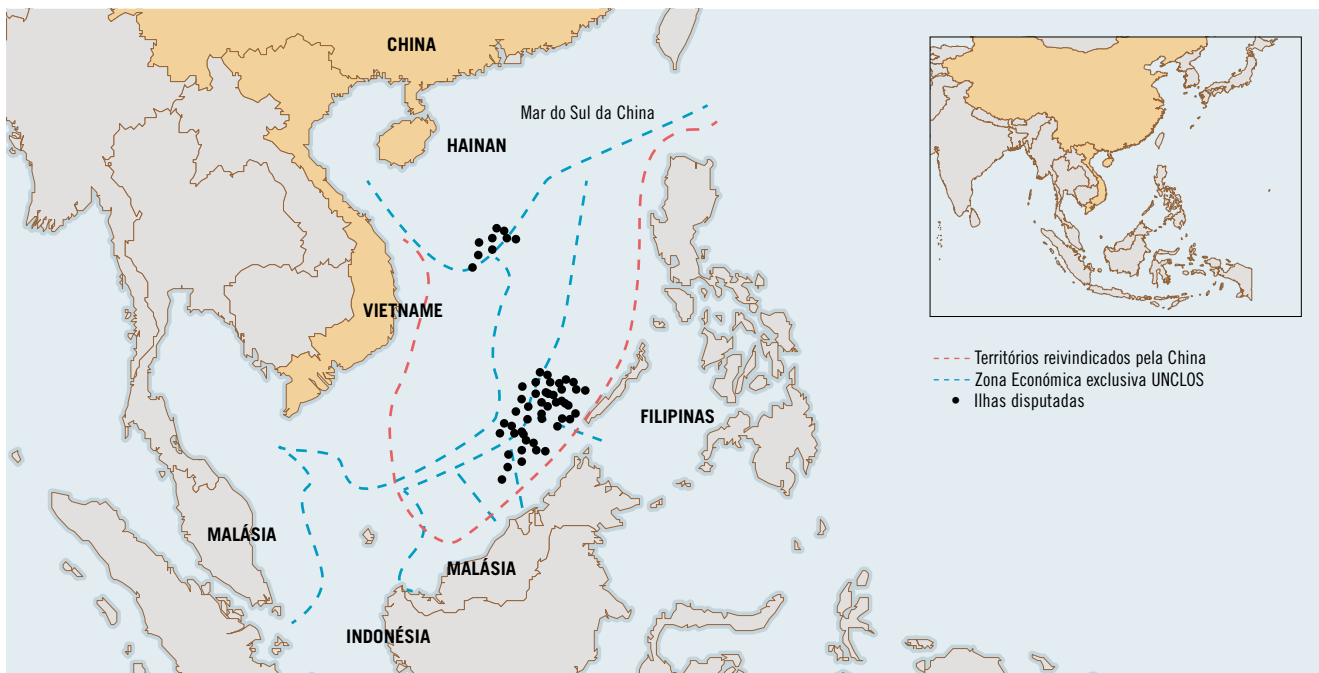 CHINA
Mar do Sul da China
HAINAN
VIETNAME
FILIPINAS
MALÁSIA
MALÁSIA
INDONÉSIA
Territórios reivindicados pela China
Zona Económica exclusiva UNCLOS
Ilhas disputadas